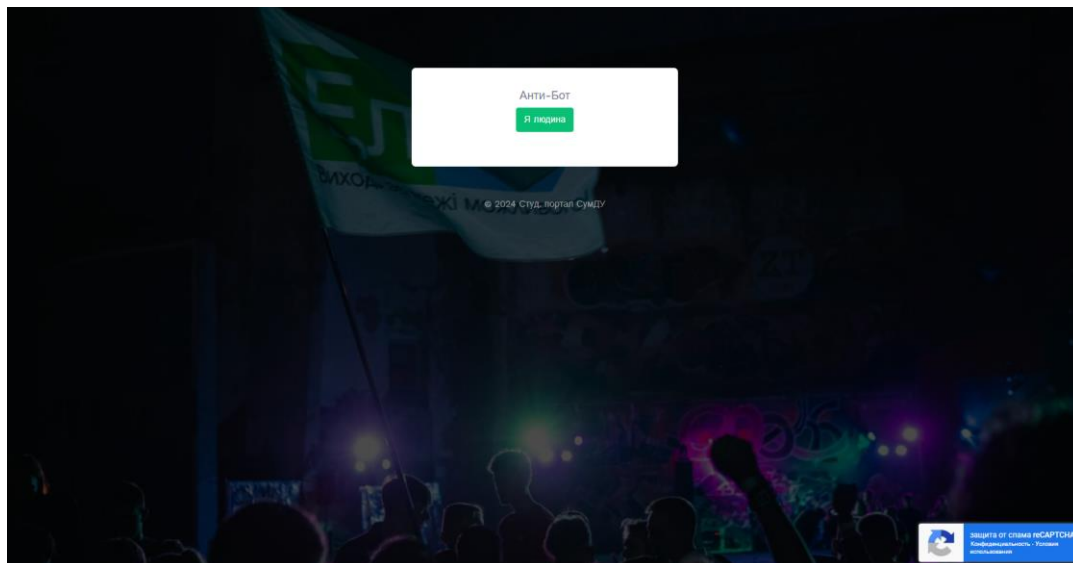 Анти-Бот
Я людина
© 2024 Студ. портал СумДУ
защита от спама reCAPTCHA
Конфиденциальность - Условия
использования